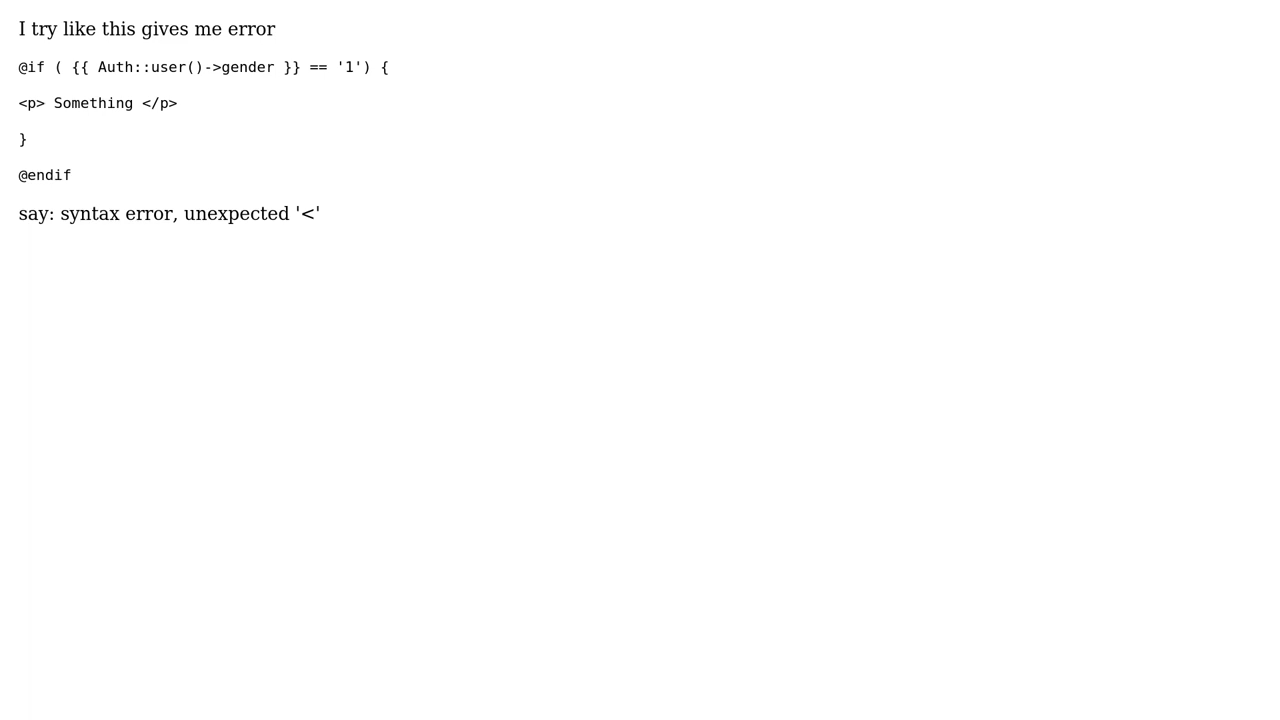 I try like this gives me error
@if ( {{ Auth::user()->gender }} == '1') {
<p> Something </p>
}
@endif
say: syntax error, unexpected '<'